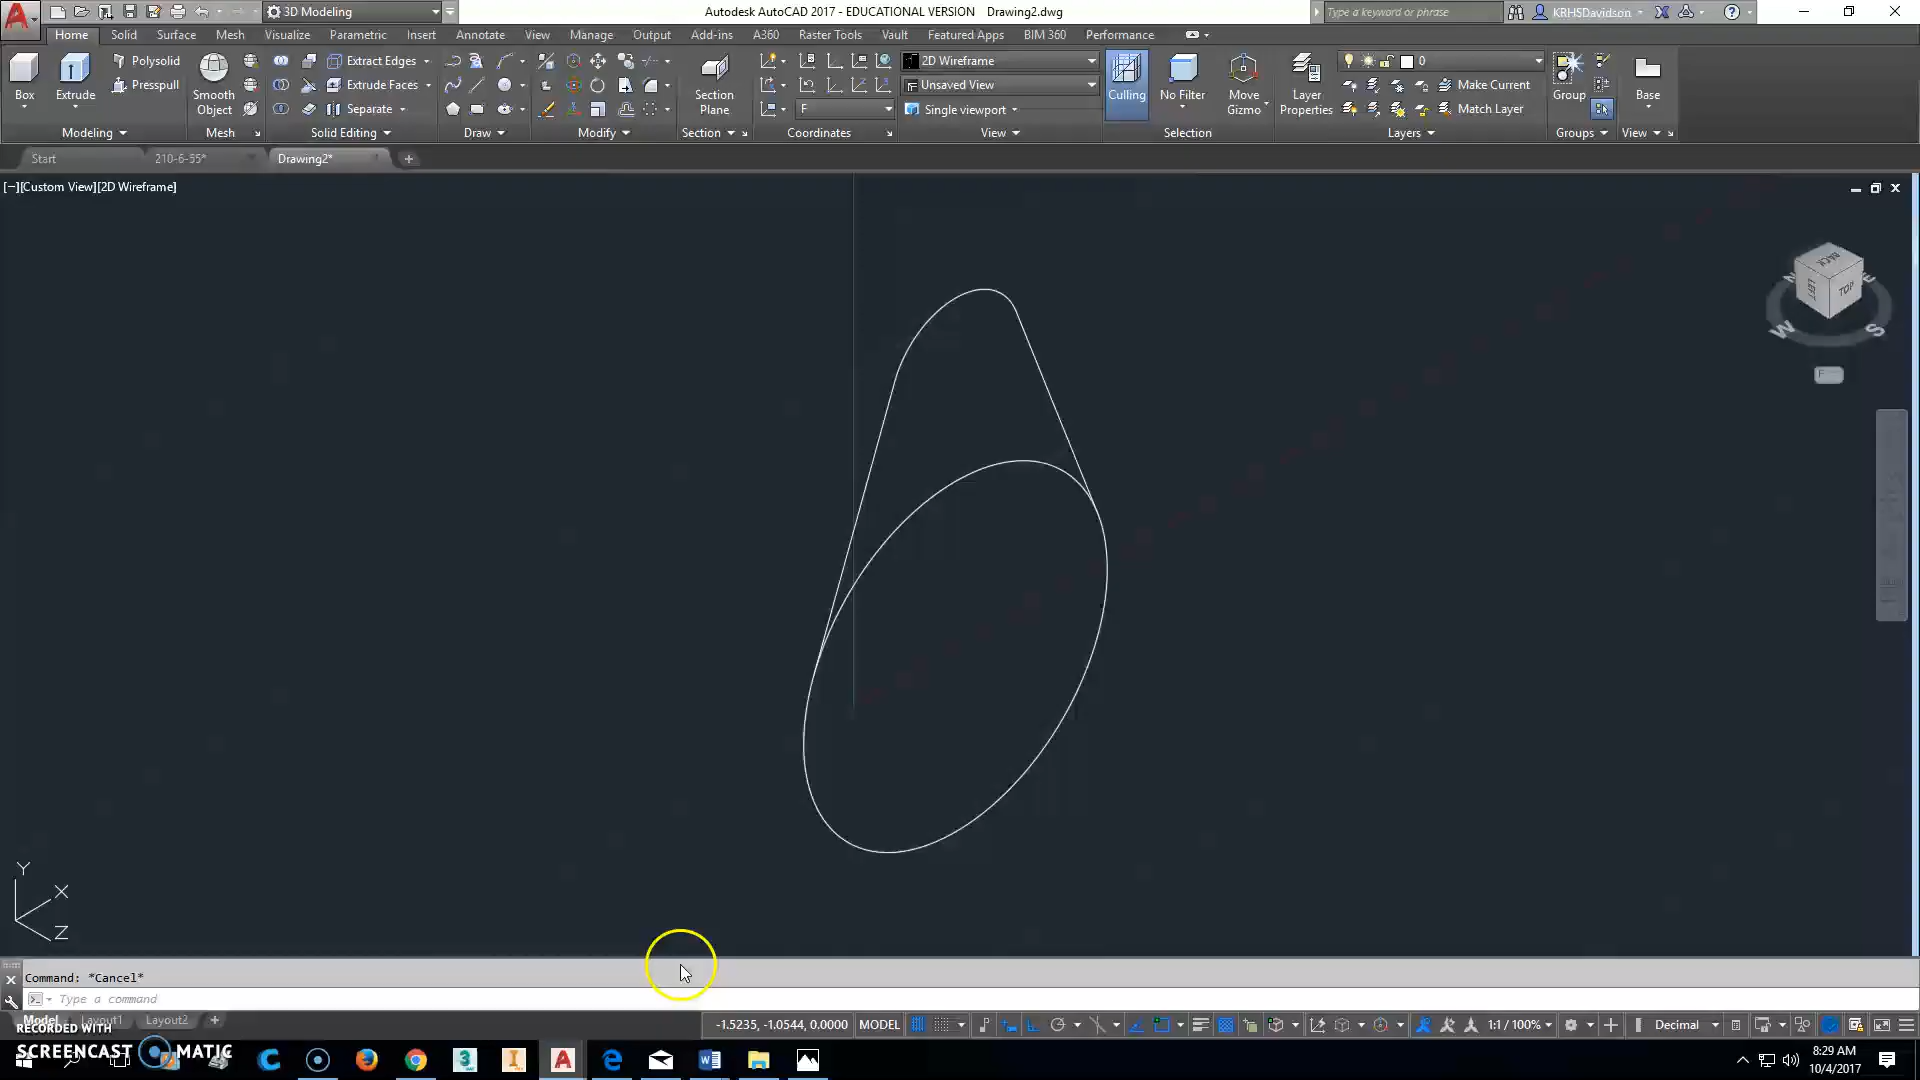 3D Modeling
Autodesk AutoCAD 2017 - EDUCATIONAL VERSION Drawing2.dwg
Type a keyword or phrase
KRHSDavidson
Home Solid Surface Mesh Visualize Parametric Insert Annotate View Manage Output Add-ins A360 Raster Tools Vault Featured Apps BIM 360 Performance
Polysolid Extract Edges 2D Wireframe 0
Presspull Extrude Faces Unsaved View Make Current
Box Extrude Smooth Object Separate Section Plane F Single viewport Culling No Filter Move Gizmo Layer Properties Match Layer Group Base
Modeling Mesh Solid Editing Draw Modify Section Coordinates View Selection Layers Groups View
Start 210-6-55* Drawing2*
[−][Custom View][2D Wireframe]
BACK
LEFT TOP
N E
W S
F
Y
X
Z
Command: *Cancel*
Type a command
Model Layout1 Layout2
-1.5235, -1.0544, 0.0000 MODEL 1:1 / 100% Decimal
RECORDED WITH
SCREENCAST MATIC
8:29 AM
10/4/2017